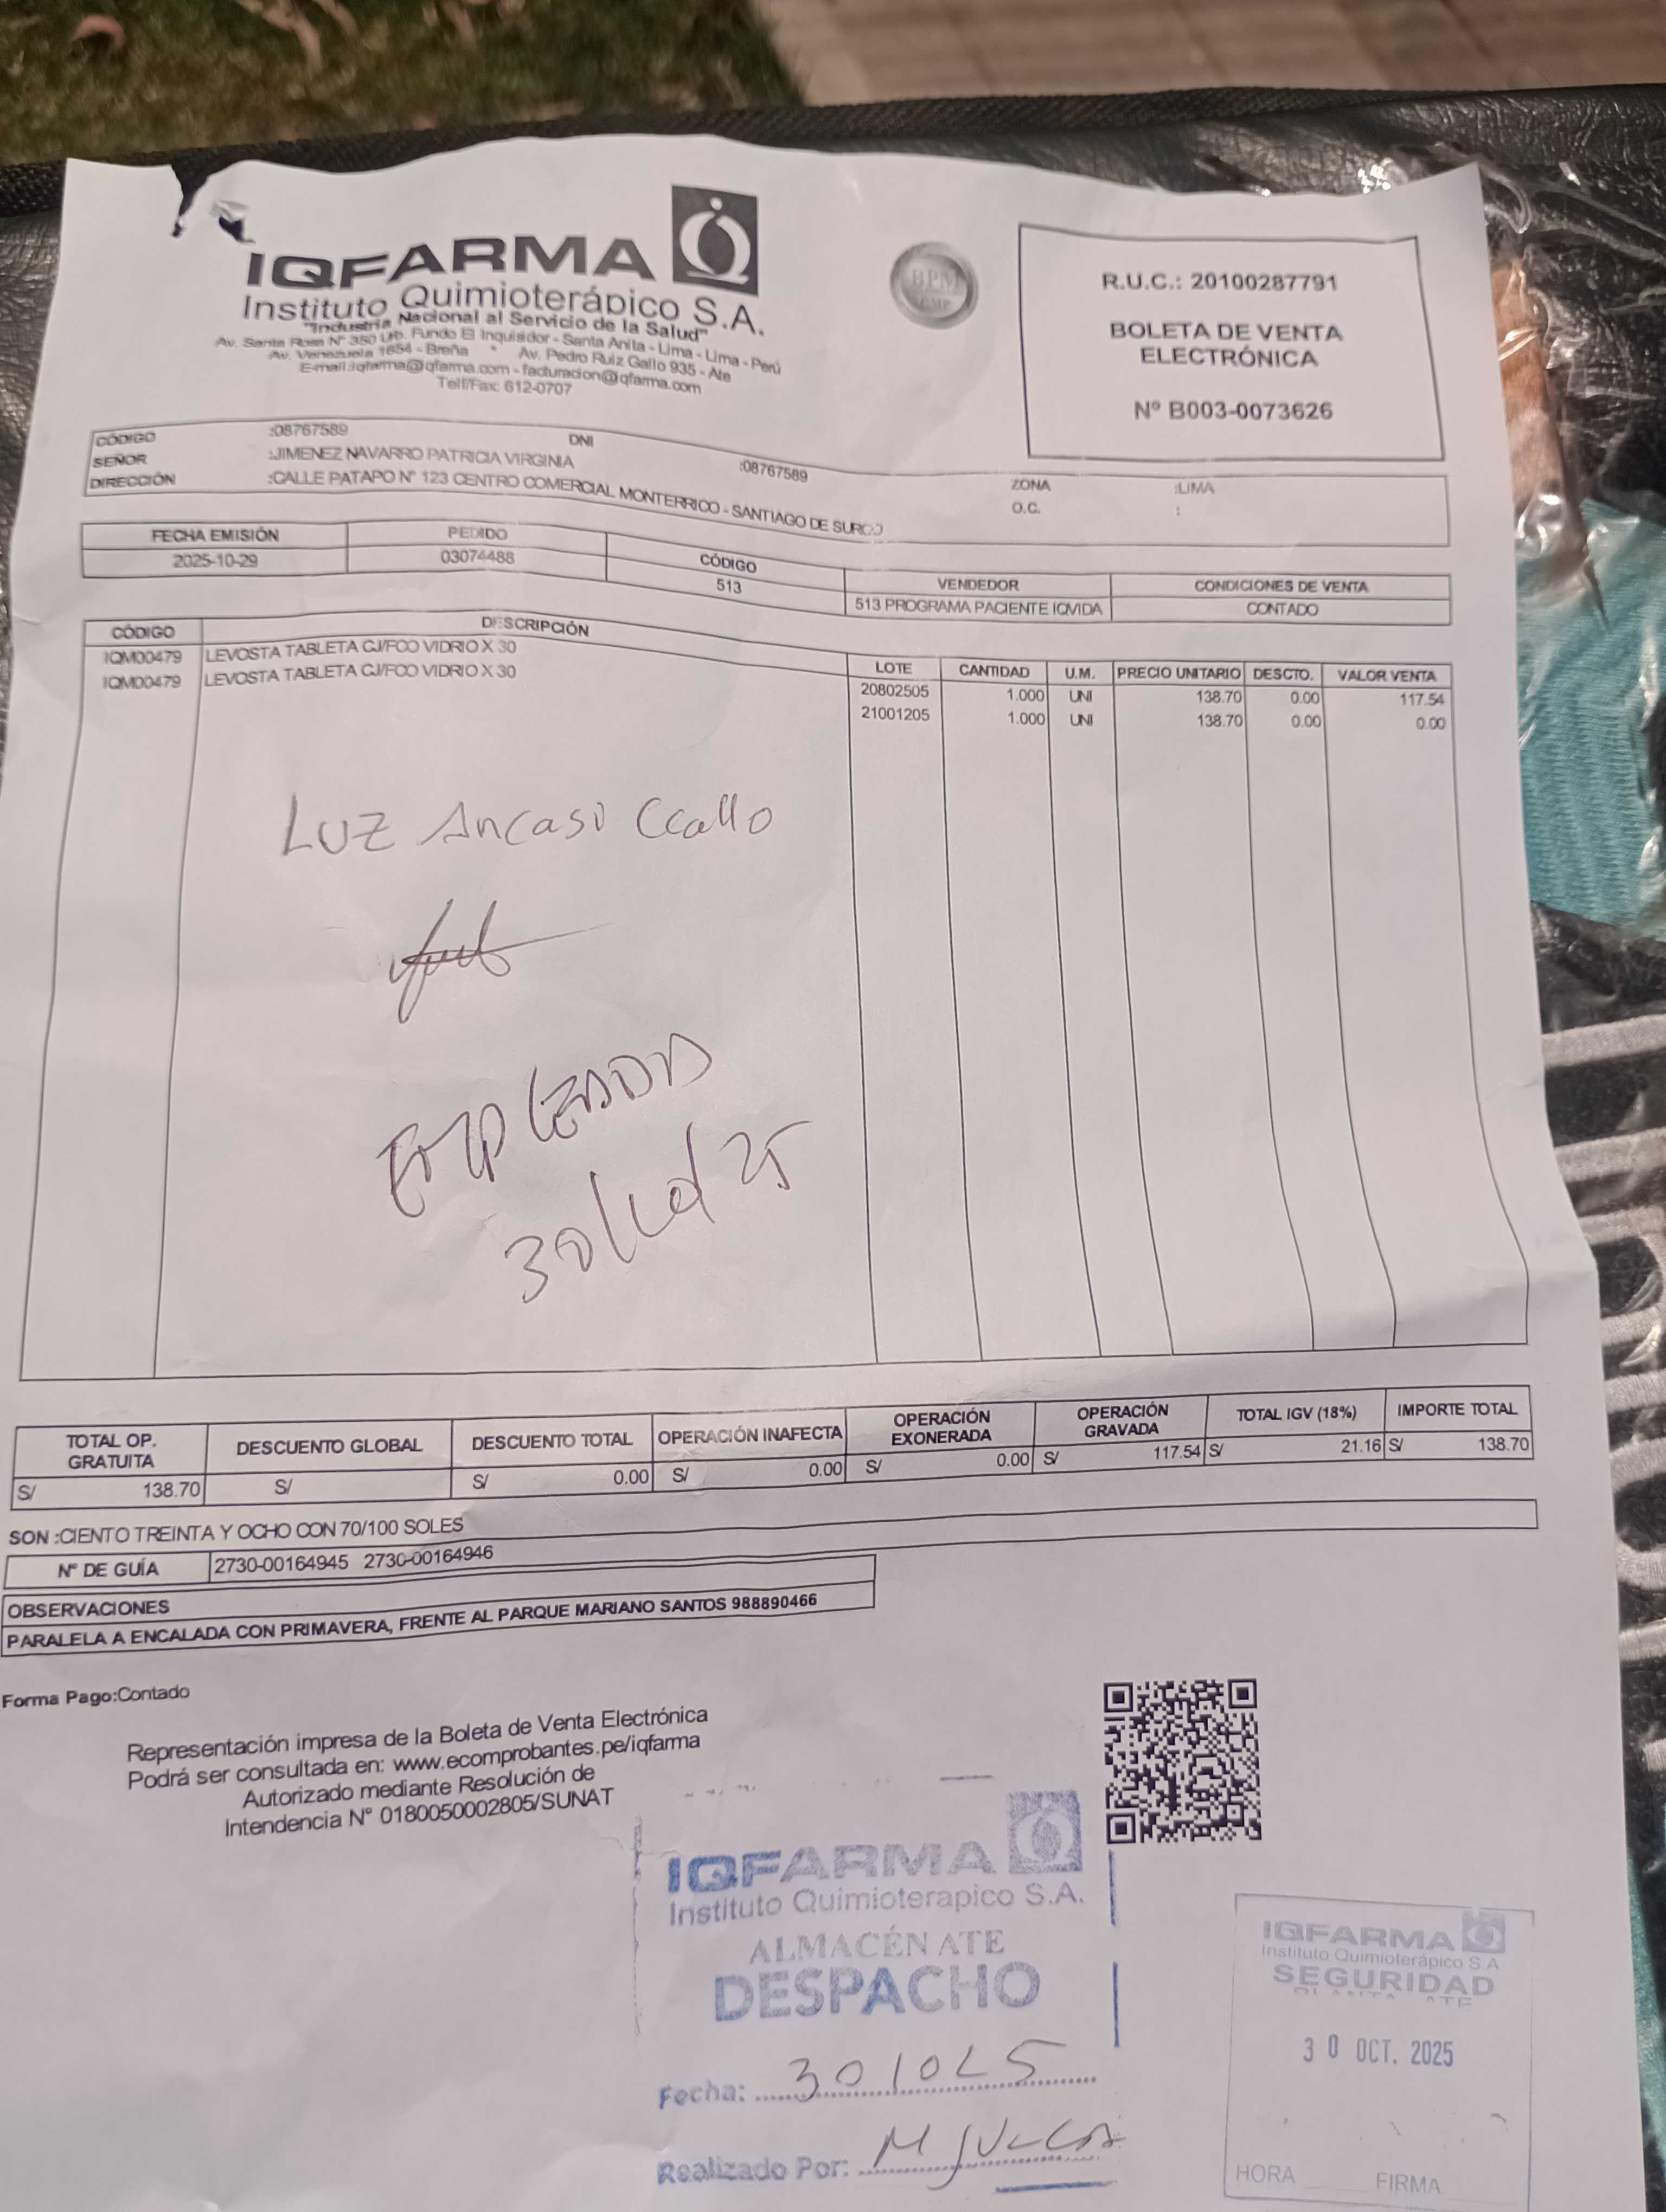 IQFARMA
Instituto Quimioterápico S.A.
"Industria Nacional al Servicio de la Salud"
Av. Santa Rosa N° 350 Urb. Fundo El Inquisidor - Santa Anita - Lima - Lima - Perú
Av. Venezuela 1654 - Breña * Av. Pedro Ruiz Gallo 935 - Ate
E-mail:iqfarma@iqfarma.com - facturacion@iqfarma.com
Telf/Fax: 612-0707
BPM
GMP
R.U.C.: 20100287791
BOLETA DE VENTA
ELECTRÓNICA
N° B003-0073626
CÓDIGO :08767589 DNI :08767589
SEÑOR :JIMENEZ NAVARRO PATRICIA VIRGINIA ZONA :LIMA
DIRECCIÓN :CALLE PATAPO N° 123 CENTRO COMERCIAL MONTERRICO - SANTIAGO DE SURCO O.C. :
FECHA EMISIÓN PEDIDO CÓDIGO VENDEDOR CONDICIONES DE VENTA
2025-10-29 03074488 513 513 PROGRAMA PACIENTE IQVIDA CONTADO
CÓDIGO DESCRIPCIÓN LOTE CANTIDAD U.M. PRECIO UNITARIO DESCTO. VALOR VENTA
IQM00479 LEVOSTA TABLETA CJ/FCO VIDRIO X 30 20802505 1.000 UNI 138.70 0.00 117.54
IQM00479 LEVOSTA TABLETA CJ/FCO VIDRIO X 30 21001205 1.000 UNI 138.70 0.00 0.00
LUZ Ancasi Ccallo
EMPLEADA
30/10/25
TOTAL OP. GRATUITA DESCUENTO GLOBAL DESCUENTO TOTAL OPERACIÓN INAFECTA OPERACIÓN EXONERADA OPERACIÓN GRAVADA TOTAL IGV (18%) IMPORTE TOTAL
S/ 138.70 S/ S/ 0.00 S/ 0.00 S/ 0.00 S/ 117.54 S/ 21.16 S/ 138.70
SON :CIENTO TREINTA Y OCHO CON 70/100 SOLES
N° DE GUÍA 2730-00164945 2730-00164946
OBSERVACIONES
PARALELA A ENCALADA CON PRIMAVERA, FRENTE AL PARQUE MARIANO SANTOS 988890466
Forma Pago:Contado
Representación impresa de la Boleta de Venta Electrónica
Podrá ser consultada en: www.ecomprobantes.pe/iqfarma
Autorizado mediante Resolución de
Intendencia N° 0180050002805/SUNAT
IQFARMA
Instituto Quimioterapico S.A.
ALMACÉN ATE
DESPACHO
Fecha: 301025
Realizado Por:
IQFARMA
Instituto Quimioterápico S.A
SEGURIDAD
PLANTA ATE
30 OCT. 2025
HORA FIRMA